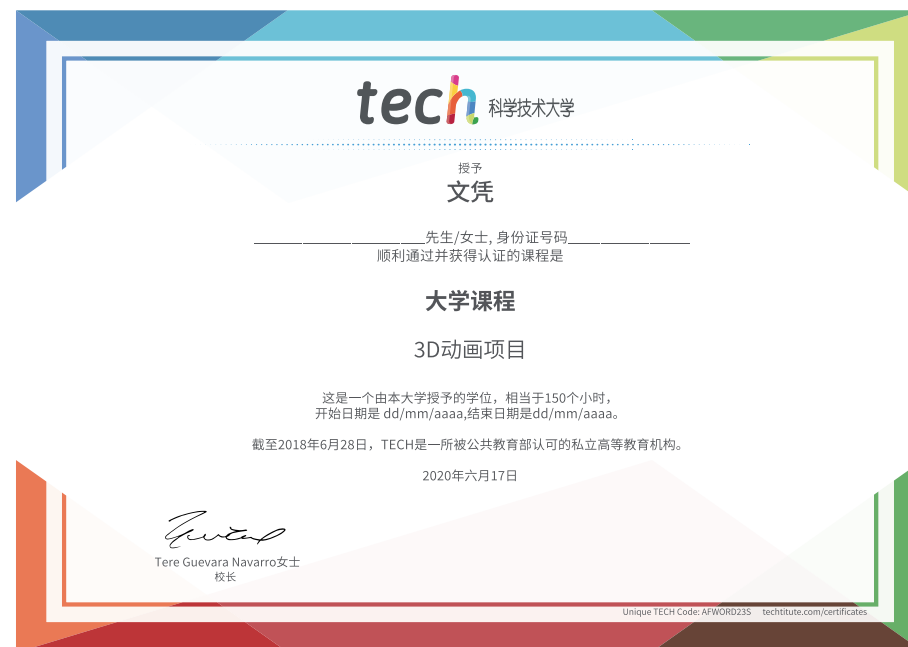 tech 科学技术大学
授予
文凭
_____________________先生/女士, 身份证号码_______________
顺利通过并获得认证的课程是
大学课程
3D动画项目
这是一个由本大学授予的学位，相当于150个小时，
开始日期是 dd/mm/aaaa,结束日期是dd/mm/aaaa。
截至2018年6月28日，TECH是一所被公共教育部认可的私立高等教育机构。
2020年六月17日
Tere Guevara Navarro女士
校长
Unique TECH Code: AFWORD23S techtitute.com/certificates